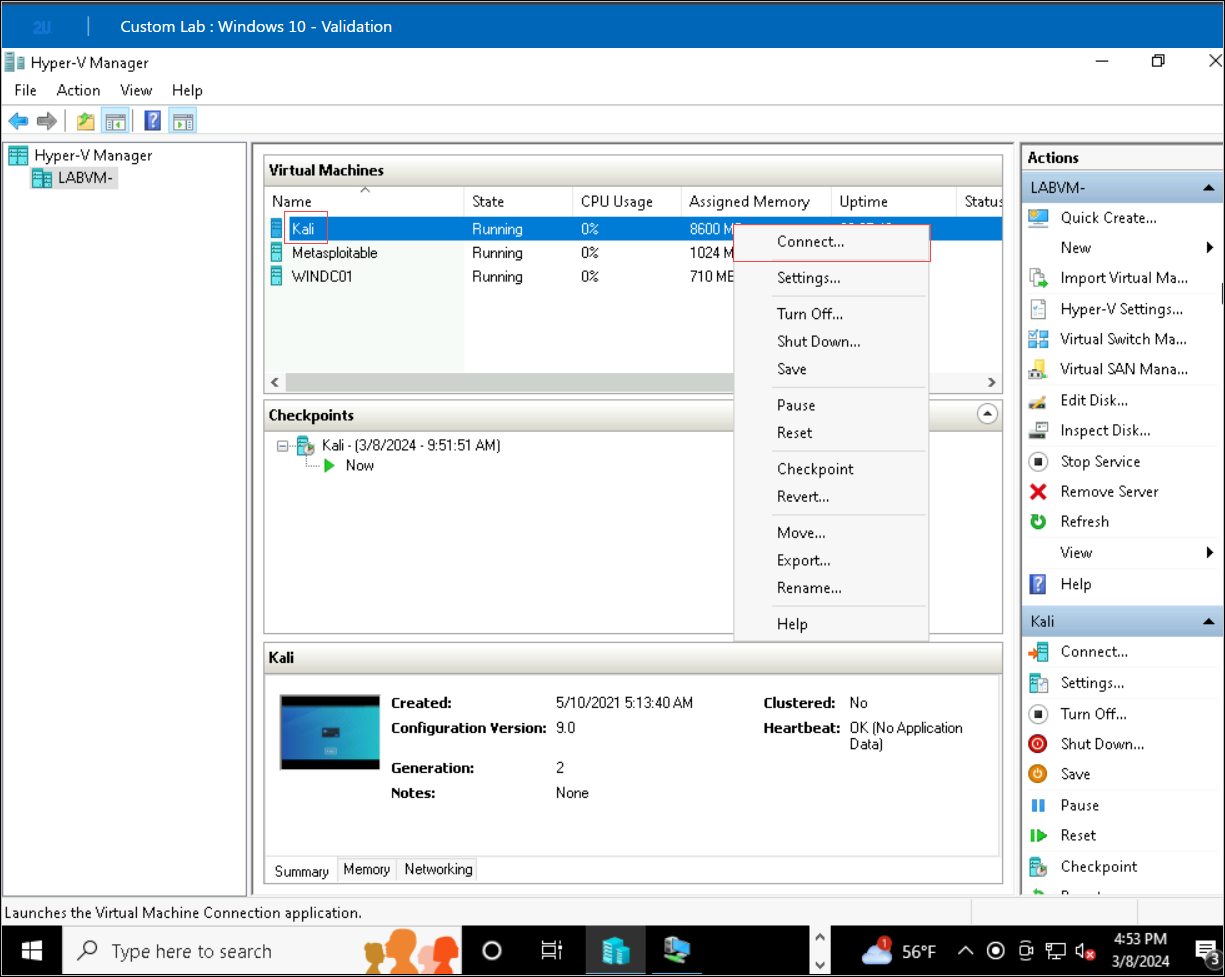 2U | Custom Lab : Windows 10 - Validation
Hyper-V Manager
File Action View Help
Hyper-V Manager
LABVM-
Virtual Machines
Name State CPU Usage Assigned Memory Uptime Status
Kali Running 0% 8600 M
Metasploitable Running 0% 1024 M
WINDC01 Running 0% 710 ME
Connect...
Settings...
Turn Off...
Shut Down...
Save
Pause
Reset
Checkpoint
Revert...
Move...
Export...
Rename...
Help
Checkpoints
Kali - (3/8/2024 - 9:51:51 AM)
Now
Kali
Created: 5/10/2021 5:13:40 AM Clustered: No
Configuration Version: 9.0 Heartbeat: OK (No Application
Data)
Generation: 2
Notes: None
Summary Memory Networking
Actions
LABVM-
Quick Create...
New
Import Virtual Ma...
Hyper-V Settings...
Virtual Switch Ma...
Virtual SAN Mana...
Edit Disk...
Inspect Disk...
Stop Service
Remove Server
Refresh
View
Help
Kali
Connect...
Settings...
Turn Off...
Shut Down...
Save
Pause
Reset
Checkpoint
Launches the Virtual Machine Connection application.
Type here to search
1
56°F
4:53 PM
3/8/2024
3